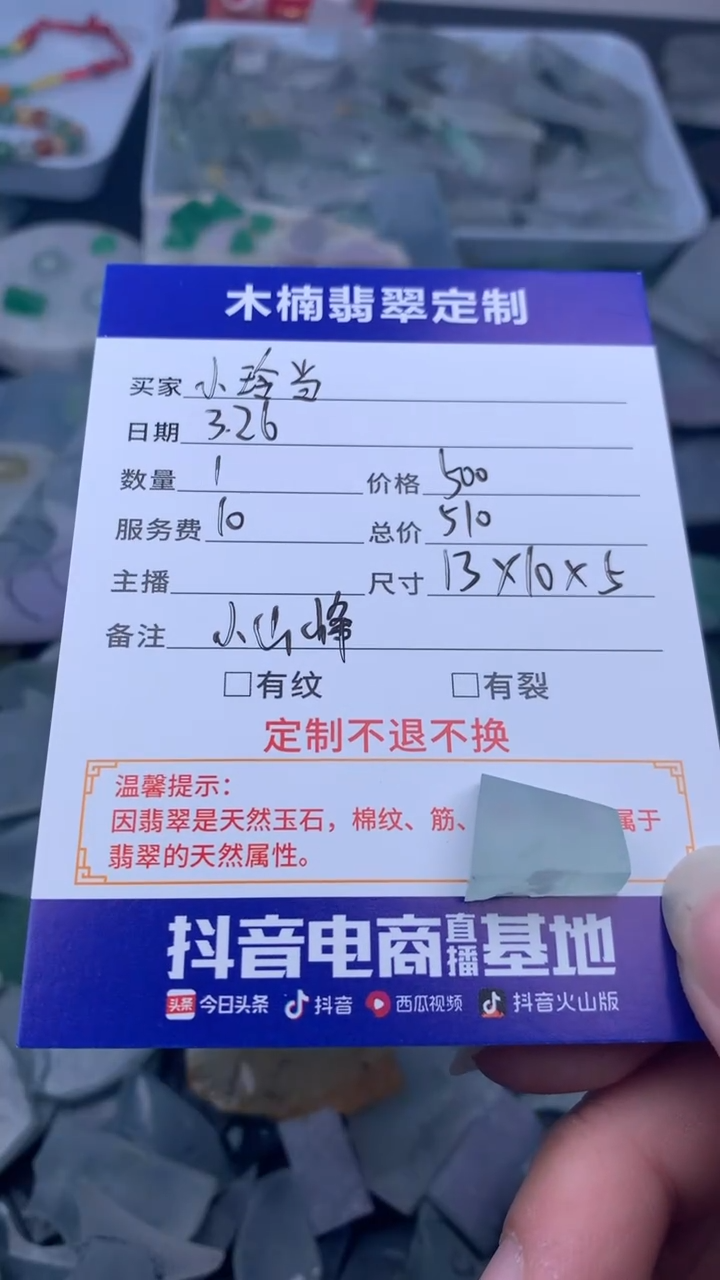 木楠翡翠定制
买家 小玲当
日期 3.26
数量 1 价格 500
服务费 10 总价 510
主播 尺寸 13×10×5
备注 小山峰
□有纹 □有裂
定制不退不换
温馨提示：
因翡翠是天然玉石，棉纹、筋、 属于
翡翠的天然属性。
抖音电商直播基地
头条 今日头条 抖音 西瓜视频 抖音火山版